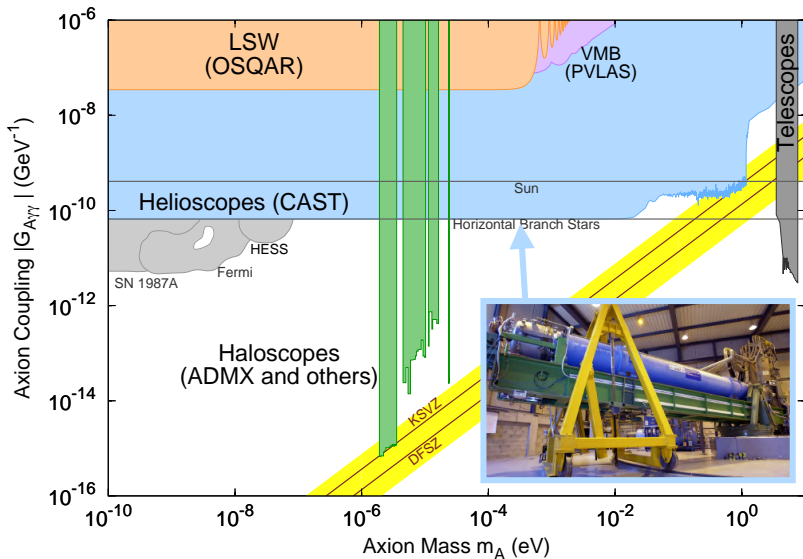 Axion Coupling |G_Aγγ | (GeV⁻¹)
10⁻⁶
10⁻⁸
10⁻¹⁰
10⁻¹²
10⁻¹⁴
10⁻¹⁶
LSW
(OSQAR)
VMB
(PVLAS)
Telescopes
Sun
Helioscopes (CAST)
Horizontal Branch Stars
HESS
Fermi
SN 1987A
Haloscopes
(ADMX and others)
KSVZ
DFSZ
10⁻¹⁰
10⁻⁸
10⁻⁶
10⁻⁴
10⁻²
10⁰
Axion Mass m_A (eV)